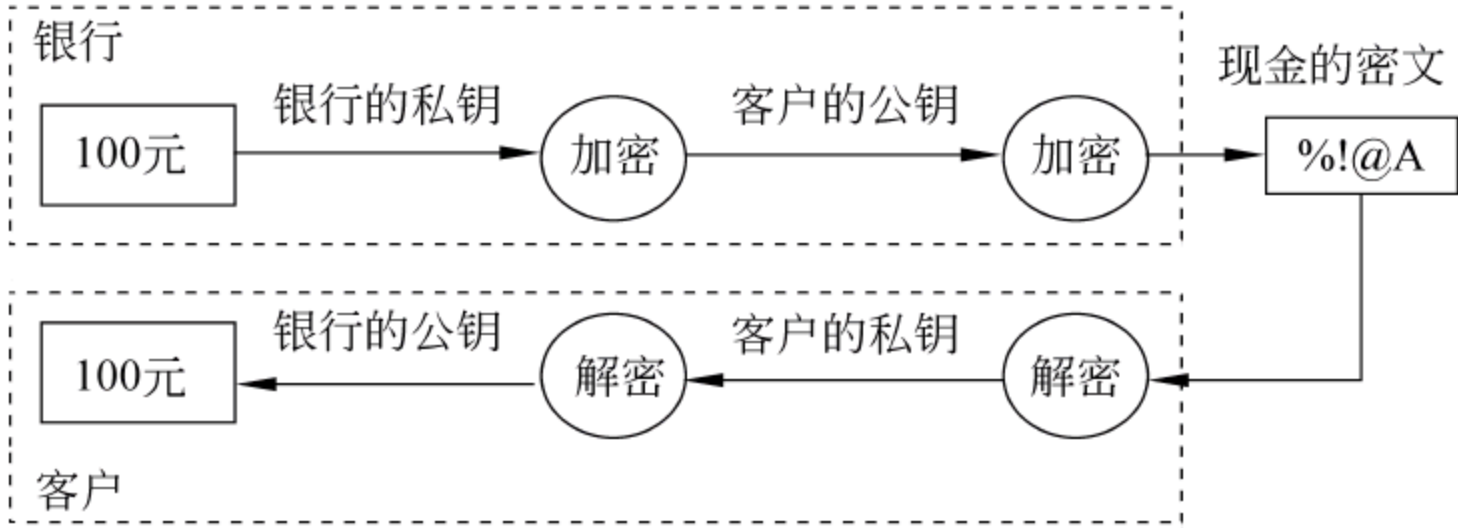 银行
现金的密文
银行的私钥
客户的公钥
100元
加密
加密
%!@A
银行的公钥
客户的私钥
100元
解密
解密
客户